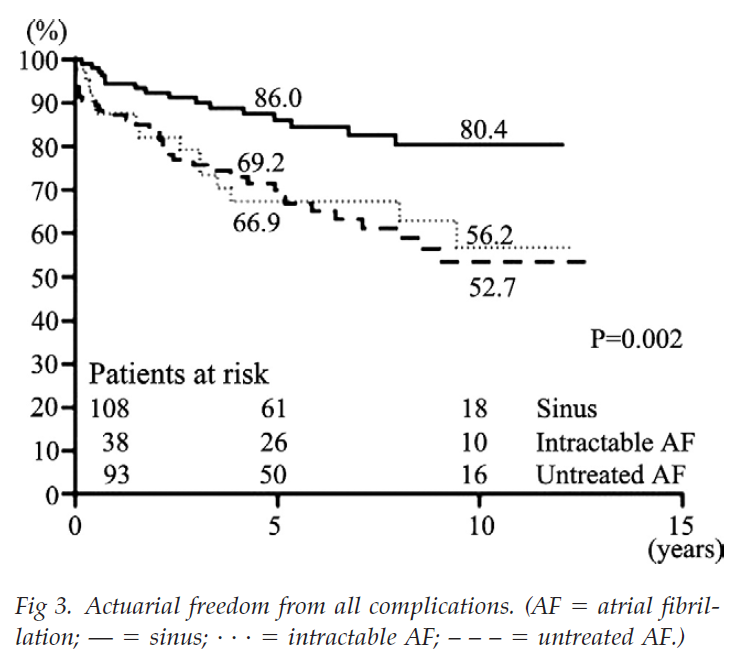 (%)
100
90
80
70
60
50
40
30
20
10
0
86.0
80.4
69.2
66.9
56.2
52.7
P=0.002
Patients at risk
108 61 18 Sinus
38 26 10 Intractable AF
93 50 16 Untreated AF
0 5 10 15
(years)
Fig 3. Actuarial freedom from all complications. (AF = atrial fibril-
lation; — = sinus; · · · = intractable AF; – – – = untreated AF.)